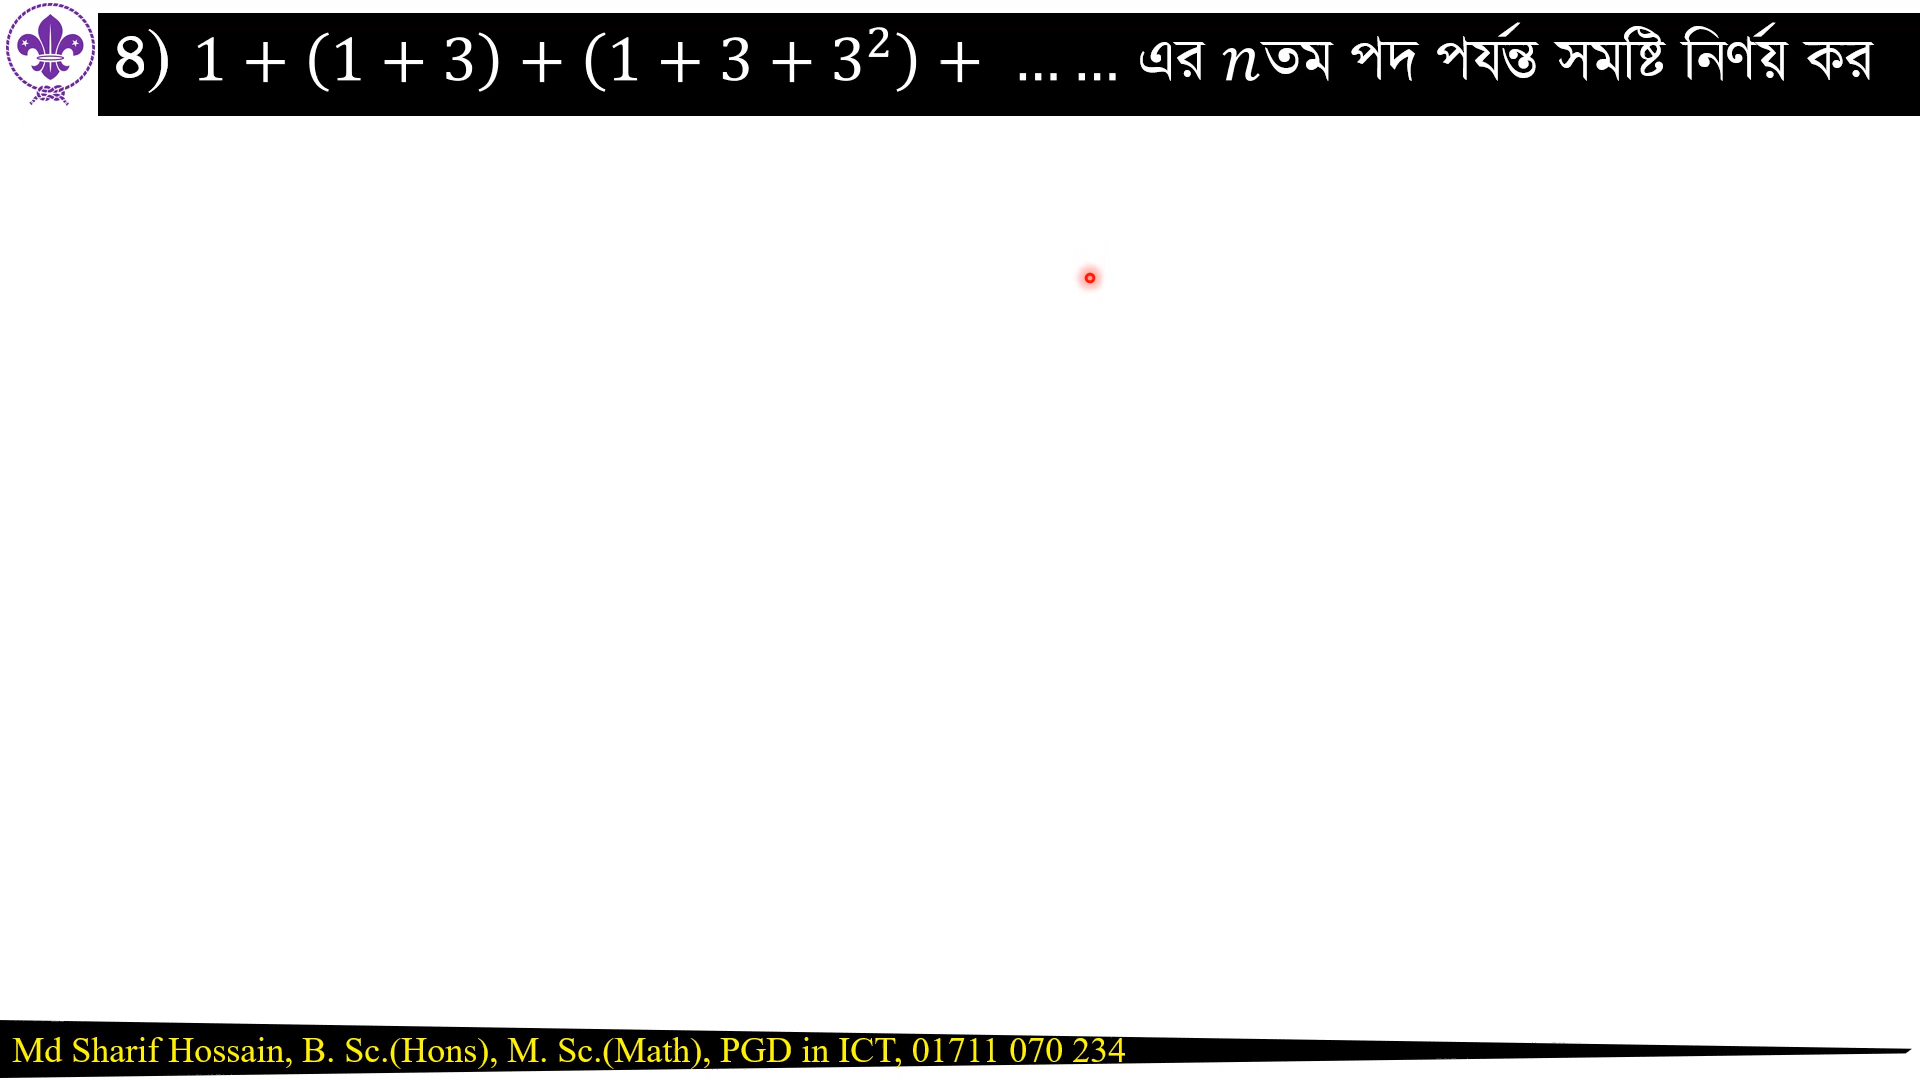 8) 1 + (1 + 3) + (1 + 3 + 3²) + … … এর nতম পদ পর্যন্ত সমষ্টি নির্ণয় কর
Md Sharif Hossain, B. Sc.(Hons), M. Sc.(Math), PGD in ICT, 01711 070 234